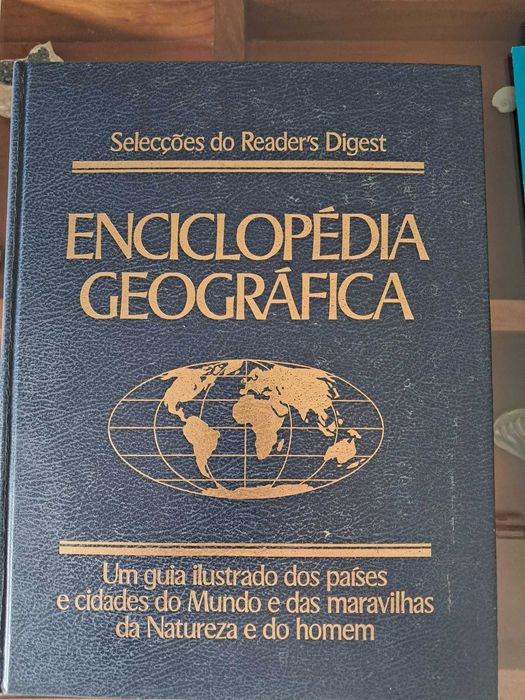 Selecções do Reader's Digest
ENCICLOPÉDIA
GEOGRÁFICA
Um guia ilustrado dos países
e cidades do Mundo e das maravilhas
da Natureza e do homem